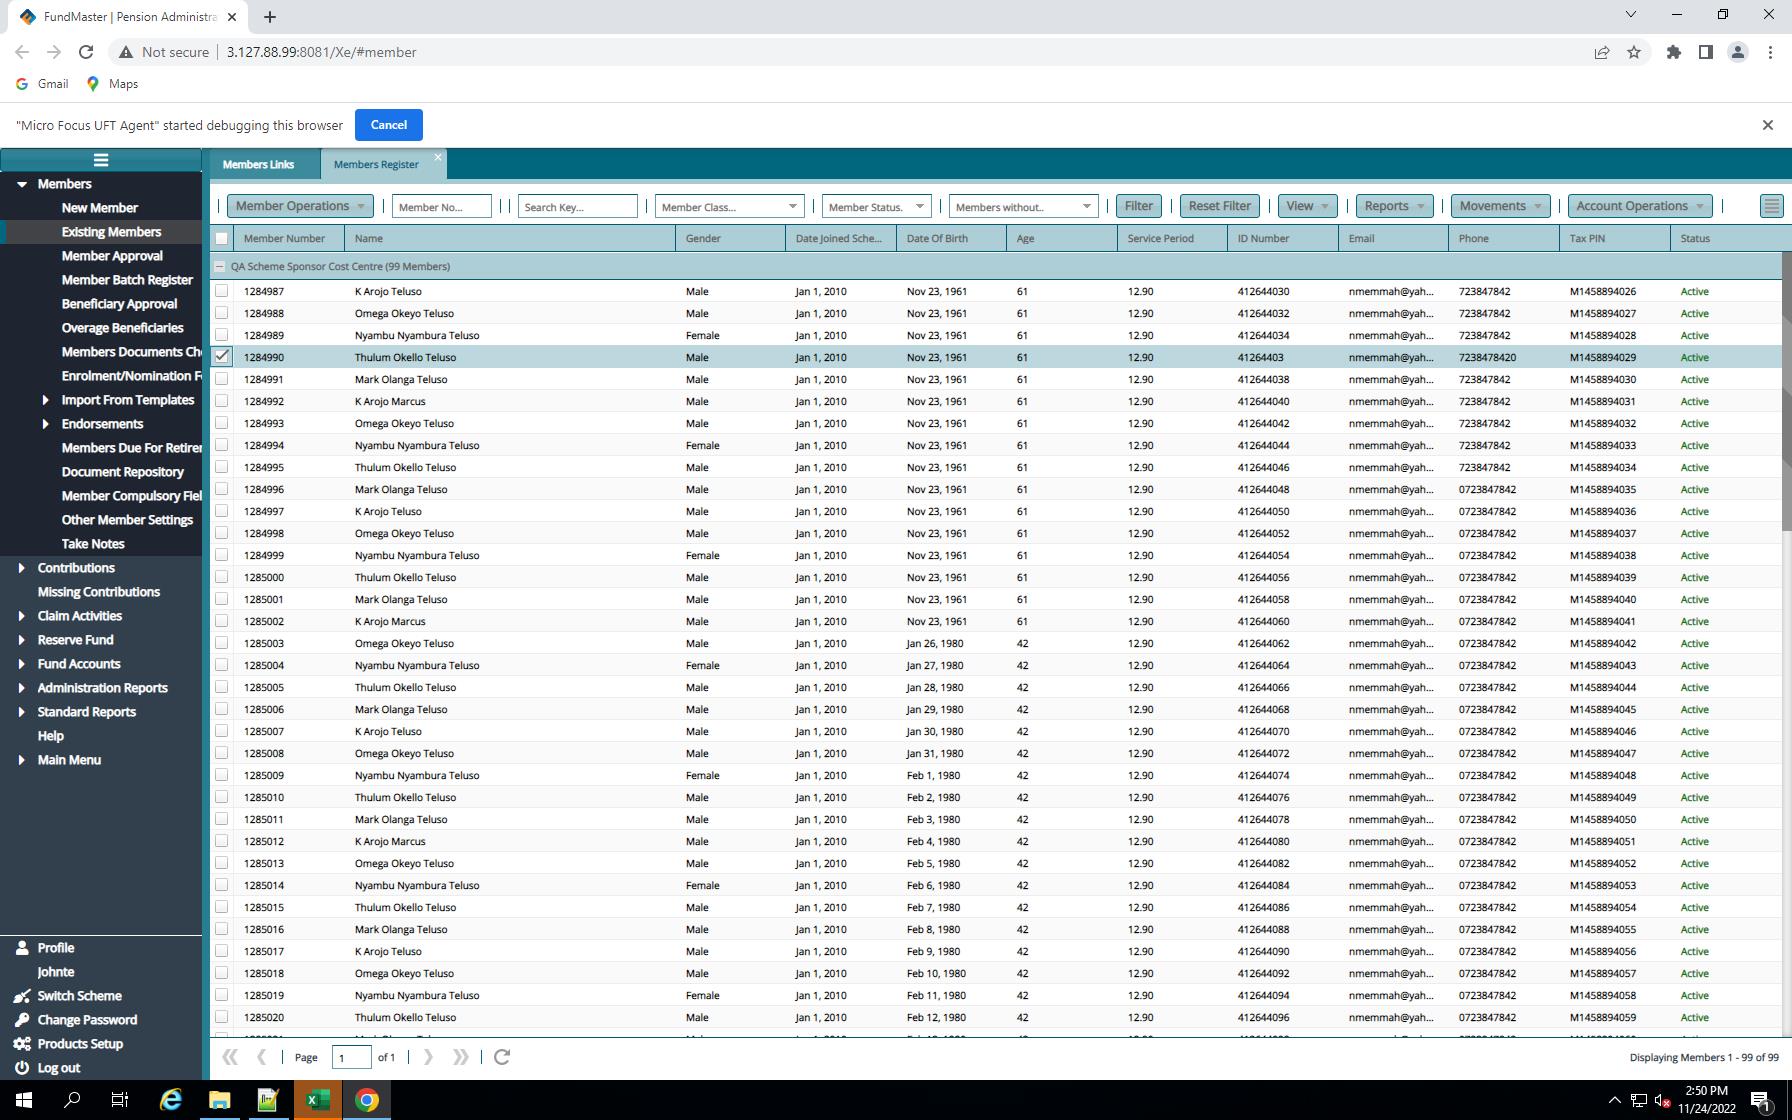 FundMaster | Pension Administra
Not secure
3.127.88.99:8081/Xe/#member
Gmail
Maps
"Micro Focus UFT Agent" started debugging this browser
Cancel
Members
New Member
Existing Members
Member Approval
Member Batch Register
Beneficiary Approval
Overage Beneficiaries
Members Documents Che
Enrolment/Nomination F
Import From Templates
Endorsements
Members Due For Retirer
Document Repository
Member Compulsory Fiel
Other Member Settings
Take Notes
Contributions
Missing Contributions
Claim Activities
Reserve Fund
Fund Accounts
Administration Reports
Standard Reports
Help
Main Menu
Profile
Johnte
Switch Scheme
Change Password
Products Setup
Log out
Members Links
Members Register
Member Operations
Member No...
Search Key...
Member Class...
Member Status.
Members without..
Filter
Reset Filter
View
Reports
Movements
Account Operations
Member Number Name Gender Date Joined Sche... Date Of Birth Age Service Period ID Number Email Phone Tax PIN Status
QA Scheme Sponsor Cost Centre (99 Members)
1284987 K Arojo Teluso Male Jan 1, 2010 Nov 23, 1961 61 12.90 412644030 nmemmah@yah... 723847842 M1458894026 Active
1284988 Omega Okeyo Teluso Male Jan 1, 2010 Nov 23, 1961 61 12.90 412644032 nmemmah@yah... 723847842 M1458894027 Active
1284989 Nyambu Nyambura Teluso Female Jan 1, 2010 Nov 23, 1961 61 12.90 412644034 nmemmah@yah... 723847842 M1458894028 Active
1284990 Thulum Okello Teluso Male Jan 1, 2010 Nov 23, 1961 61 12.90 41264403 nmemmah@yah... 7238478420 M1458894029 Active
1284991 Mark Olanga Teluso Male Jan 1, 2010 Nov 23, 1961 61 12.90 412644038 nmemmah@yah... 723847842 M1458894030 Active
1284992 K Arojo Marcus Male Jan 1, 2010 Nov 23, 1961 61 12.90 412644040 nmemmah@yah... 723847842 M1458894031 Active
1284993 Omega Okeyo Teluso Male Jan 1, 2010 Nov 23, 1961 61 12.90 412644042 nmemmah@yah... 723847842 M1458894032 Active
1284994 Nyambu Nyambura Teluso Female Jan 1, 2010 Nov 23, 1961 61 12.90 412644044 nmemmah@yah... 723847842 M1458894033 Active
1284995 Thulum Okello Teluso Male Jan 1, 2010 Nov 23, 1961 61 12.90 412644046 nmemmah@yah... 723847842 M1458894034 Active
1284996 Mark Olanga Teluso Male Jan 1, 2010 Nov 23, 1961 61 12.90 412644048 nmemmah@yah... 0723847842 M1458894035 Active
1284997 K Arojo Teluso Male Jan 1, 2010 Nov 23, 1961 61 12.90 412644050 nmemmah@yah... 0723847842 M1458894036 Active
1284998 Omega Okeyo Teluso Male Jan 1, 2010 Nov 23, 1961 61 12.90 412644052 nmemmah@yah... 0723847842 M1458894037 Active
1284999 Nyambu Nyambura Teluso Female Jan 1, 2010 Nov 23, 1961 61 12.90 412644054 nmemmah@yah... 0723847842 M1458894038 Active
1285000 Thulum Okello Teluso Male Jan 1, 2010 Nov 23, 1961 61 12.90 412644056 nmemmah@yah... 0723847842 M1458894039 Active
1285001 Mark Olanga Teluso Male Jan 1, 2010 Nov 23, 1961 61 12.90 412644058 nmemmah@yah... 0723847842 M1458894040 Active
1285002 K Arojo Marcus Male Jan 1, 2010 Nov 23, 1961 61 12.90 412644060 nmemmah@yah... 0723847842 M1458894041 Active
1285003 Omega Okeyo Teluso Male Jan 1, 2010 Jan 26, 1980 42 12.90 412644062 nmemmah@yah... 0723847842 M1458894042 Active
1285004 Nyambu Nyambura Teluso Female Jan 1, 2010 Jan 27, 1980 42 12.90 412644064 nmemmah@yah... 0723847842 M1458894043 Active
1285005 Thulum Okello Teluso Male Jan 1, 2010 Jan 28, 1980 42 12.90 412644066 nmemmah@yah... 0723847842 M1458894044 Active
1285006 Mark Olanga Teluso Male Jan 1, 2010 Jan 29, 1980 42 12.90 412644068 nmemmah@yah... 0723847842 M1458894045 Active
1285007 K Arojo Teluso Male Jan 1, 2010 Jan 30, 1980 42 12.90 412644070 nmemmah@yah... 0723847842 M1458894046 Active
1285008 Omega Okeyo Teluso Male Jan 1, 2010 Jan 31, 1980 42 12.90 412644072 nmemmah@yah... 0723847842 M1458894047 Active
1285009 Nyambu Nyambura Teluso Female Jan 1, 2010 Feb 1, 1980 42 12.90 412644074 nmemmah@yah... 0723847842 M1458894048 Active
1285010 Thulum Okello Teluso Male Jan 1, 2010 Feb 2, 1980 42 12.90 412644076 nmemmah@yah... 0723847842 M1458894049 Active
1285011 Mark Olanga Teluso Male Jan 1, 2010 Feb 3, 1980 42 12.90 412644078 nmemmah@yah... 0723847842 M1458894050 Active
1285012 K Arojo Marcus Male Jan 1, 2010 Feb 4, 1980 42 12.90 412644080 nmemmah@yah... 0723847842 M1458894051 Active
1285013 Omega Okeyo Teluso Male Jan 1, 2010 Feb 5, 1980 42 12.90 412644082 nmemmah@yah... 0723847842 M1458894052 Active
1285014 Nyambu Nyambura Teluso Female Jan 1, 2010 Feb 6, 1980 42 12.90 412644084 nmemmah@yah... 0723847842 M1458894053 Active
1285015 Thulum Okello Teluso Male Jan 1, 2010 Feb 7, 1980 42 12.90 412644086 nmemmah@yah... 0723847842 M1458894054 Active
1285016 Mark Olanga Teluso Male Jan 1, 2010 Feb 8, 1980 42 12.90 412644088 nmemmah@yah... 0723847842 M1458894055 Active
1285017 K Arojo Teluso Male Jan 1, 2010 Feb 9, 1980 42 12.90 412644090 nmemmah@yah... 0723847842 M1458894056 Active
1285018 Omega Okeyo Teluso Male Jan 1, 2010 Feb 10, 1980 42 12.90 412644092 nmemmah@yah... 0723847842 M1458894057 Active
1285019 Nyambu Nyambura Teluso Female Jan 1, 2010 Feb 11, 1980 42 12.90 412644094 nmemmah@yah... 0723847842 M1458894058 Active
1285020 Thulum Okello Teluso Male Jan 1, 2010 Feb 12, 1980 42 12.90 412644096 nmemmah@yah... 0723847842 M1458894059 Active
Page 1 of 1
Displaying Members 1 - 99 of 99
2:50 PM
11/24/2022
1